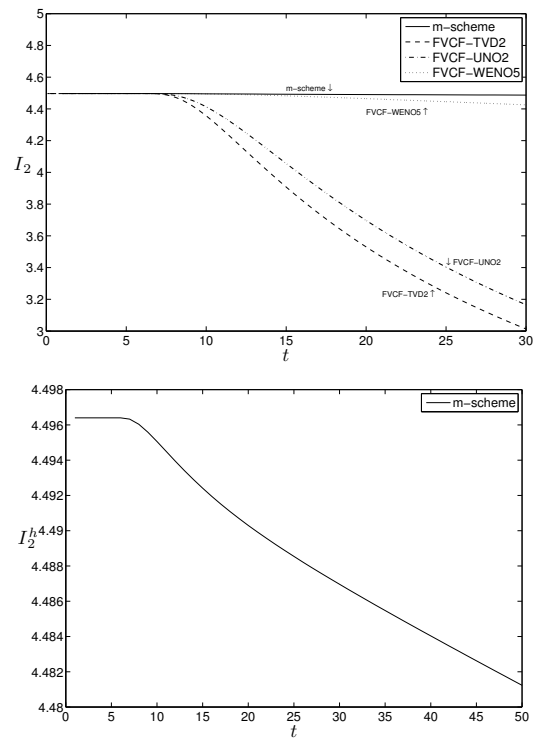 5
4.8
4.6
4.4
4.2
I₂ 4
3.8
3.6
3.4
3.2
3
0 5 10 15 20 25 30
t
m−scheme
FVCF−TVD2
FVCF−UNO2
FVCF−WENO5
m−scheme ↓
FVCF−WENO5 ↑
↓ FVCF−UNO2
FVCF−TVD2 ↑
4.498
4.496
4.494
4.492
I₂ʰ 4.49
4.488
4.486
4.484
4.482
4.48
0 5 10 15 20 25 30 35 40 45 50
t
m−scheme